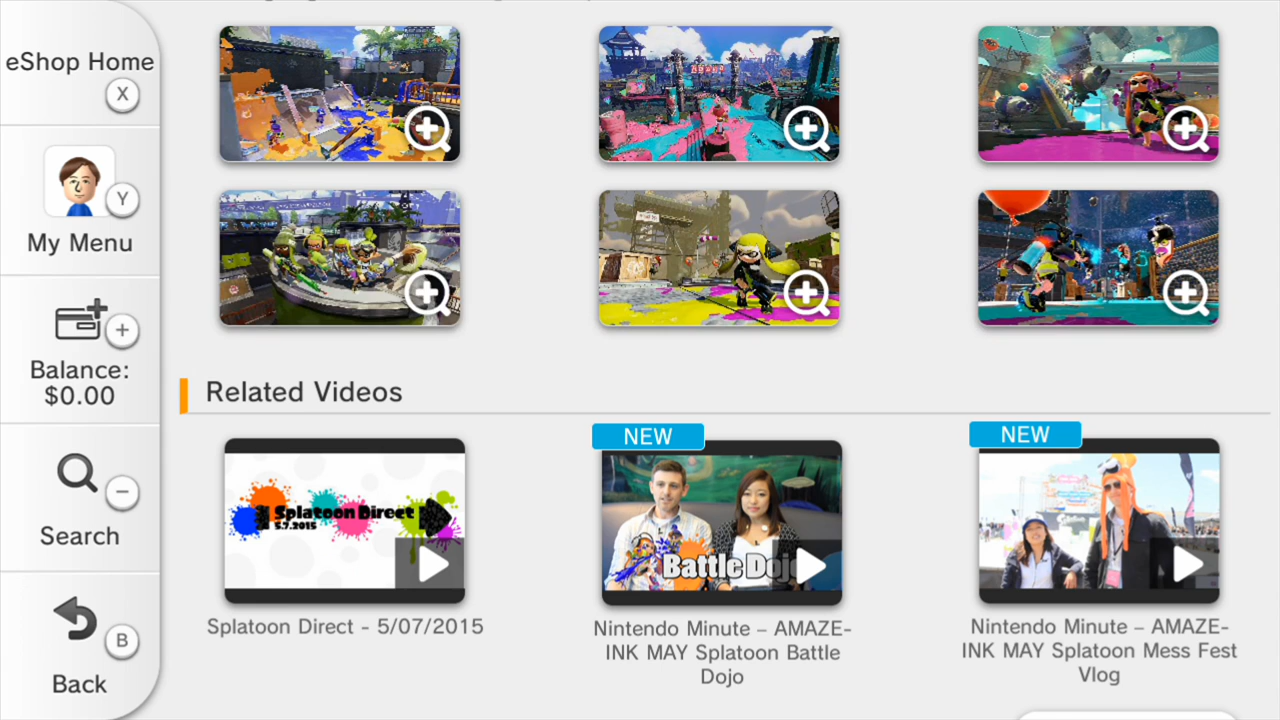 eShop Home
X
Y
My Menu
+
Balance:
$0.00
−
Search
B
Back
Related Videos
Splatoon Direct
5.7.2015
Splatoon Direct - 5/07/2015
NEW
Battle Dojo
Nintendo Minute – AMAZE-
INK MAY Splatoon Battle
Dojo
NEW
Nintendo Minute – AMAZE-
INK MAY Splatoon Mess Fest
Vlog